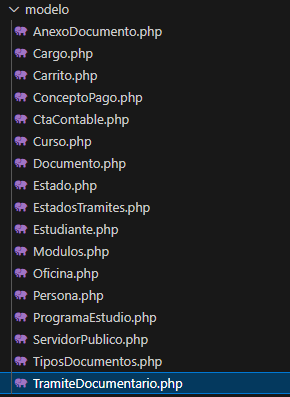 modelo
AnexoDocumento.php
Cargo.php
Carrito.php
ConceptoPago.php
CtaContable.php
Curso.php
Documento.php
Estado.php
EstadosTramites.php
Estudiante.php
Modulos.php
Oficina.php
Persona.php
ProgramaEstudio.php
ServidorPublico.php
TiposDocumentos.php
TramiteDocumentario.php